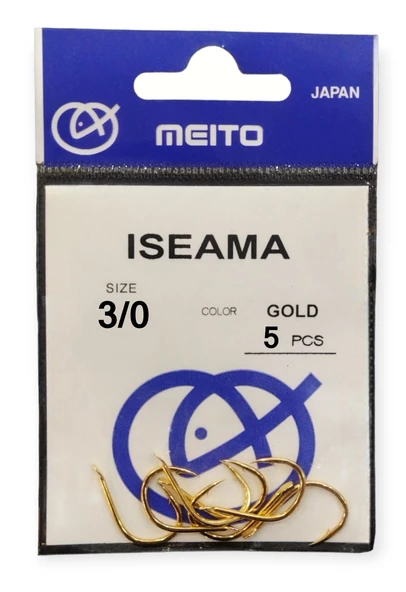 JAPAN
MEITO
ISEAMA
SIZE
3/0
COLOR GOLD
5 PCS